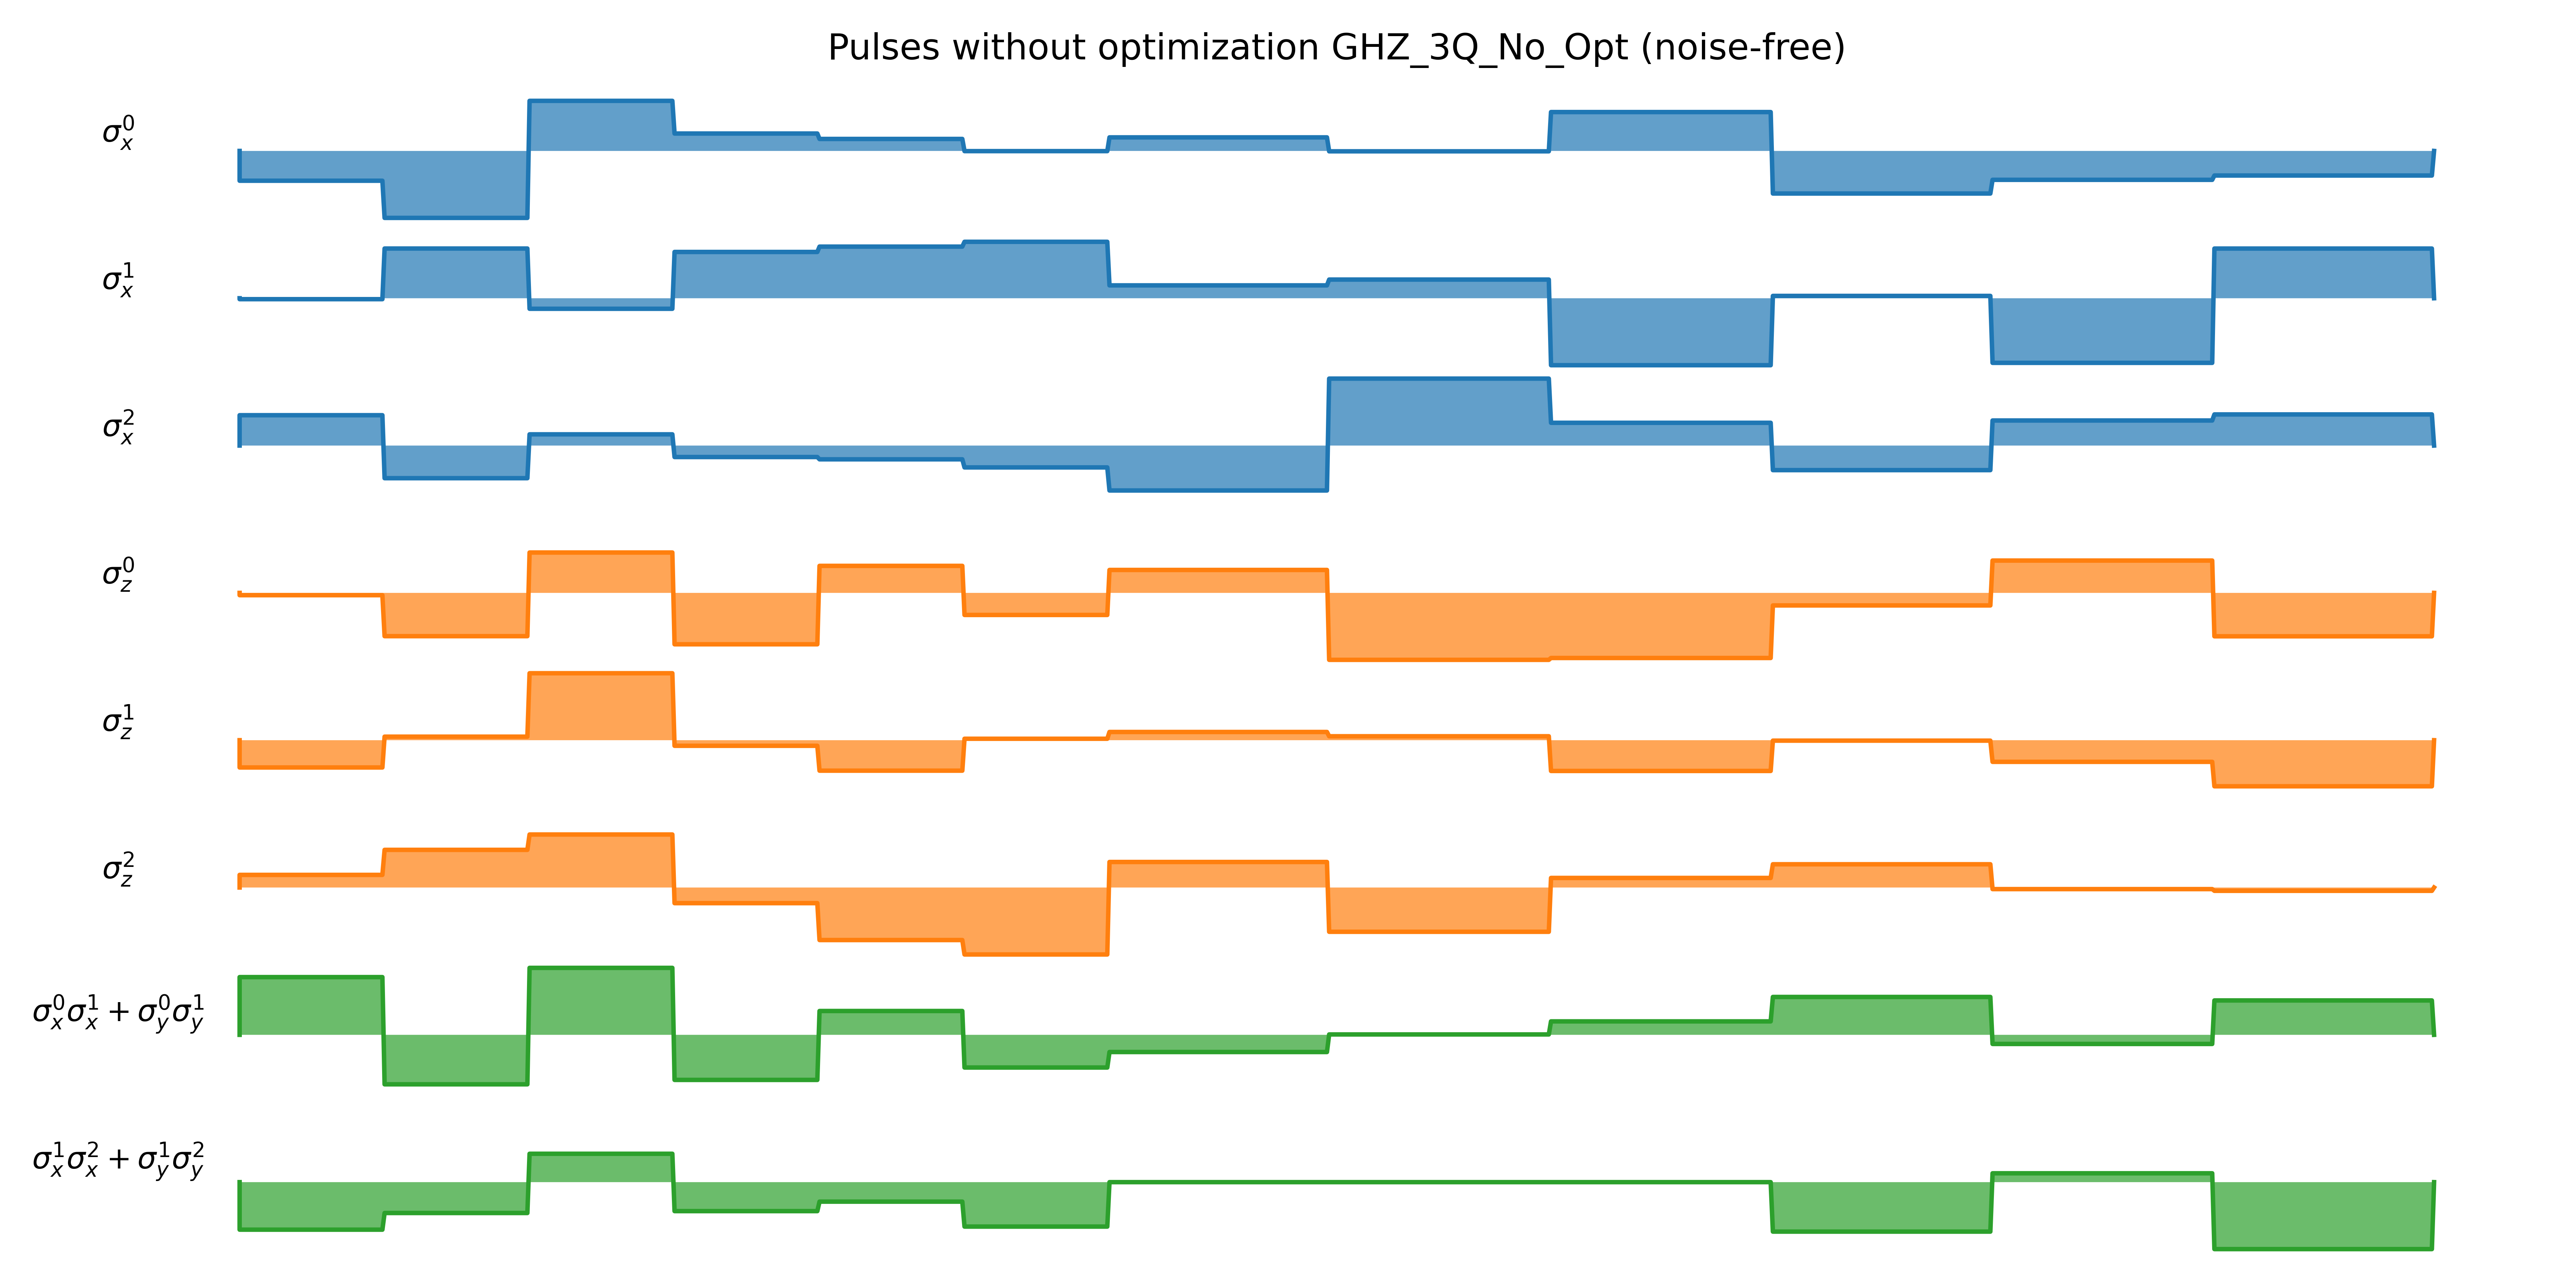 Pulses without optimization GHZ_3Q_No_Opt (noise-free)
σ_x^0
σ_x^1
σ_x^2
σ_z^0
σ_z^1
σ_z^2
σ_x^0σ_x^1 + σ_y^0σ_y^1
σ_x^1σ_x^2 + σ_y^1σ_y^2